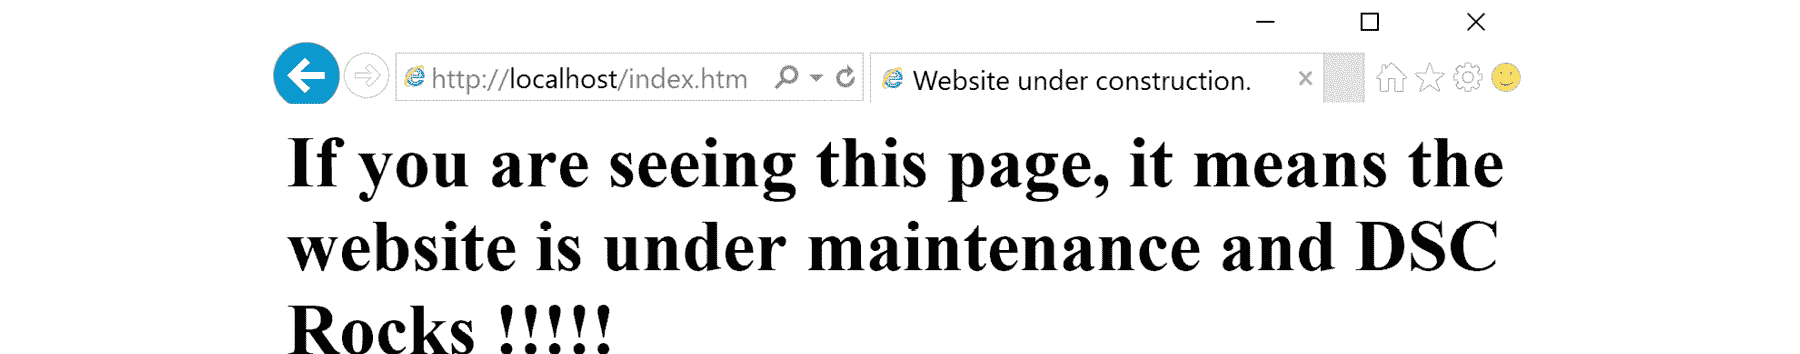 http://localhost/index.htm
Website under construction.
If you are seeing this page, it means the
website is under maintenance and DSC
Rocks !!!!!